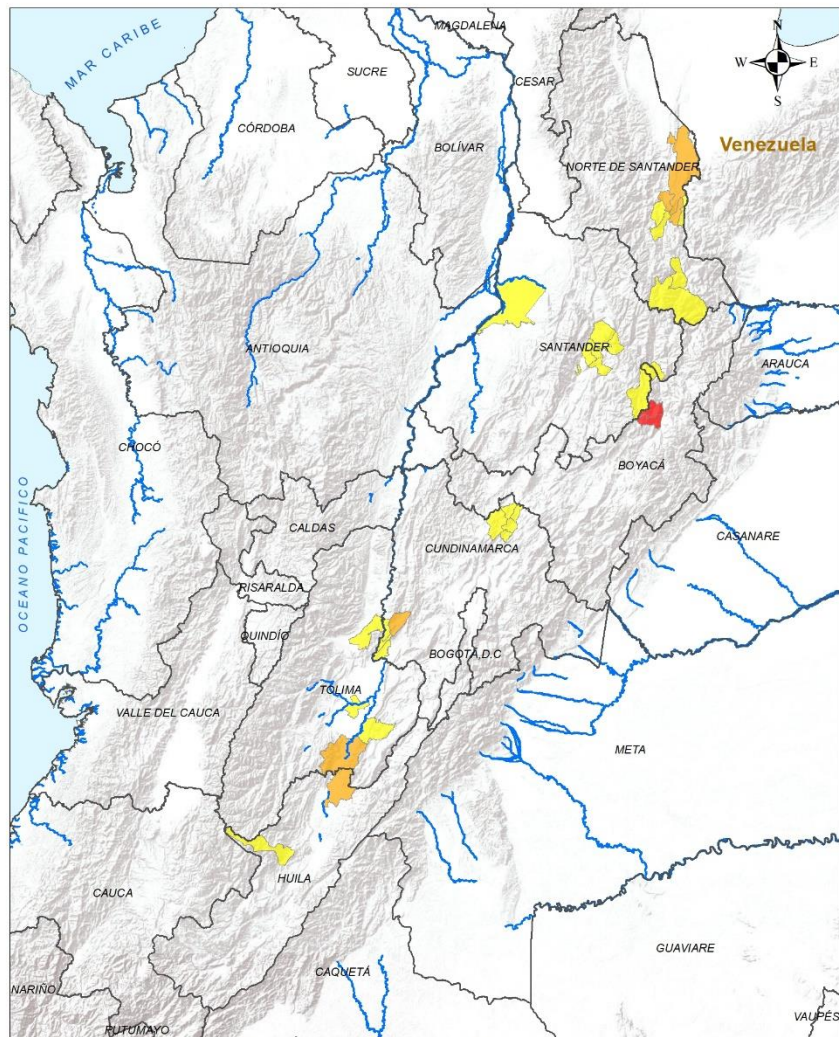 MAGDALENA
MAR CARIBE
N
W E
S
SUCRE
CESAR
CÓRDOBA
BOLÍVAR
Venezuela
NORTE DE SANTANDER
ANTIOQUIA
SANTANDER
ARAUCA
CHOCÓ
BOYACÁ
OCEANO PACIFICO
CALDAS
CUNDINAMARCA
CASANARE
RISARALDA
QUINDÍO
BOGOTÁ,D.C
TOLIMA
VALLE DEL CAUCA
META
HUILA
CAUCA
GUAVIARE
CAQUETÁ
NARIÑO
VAUPÉS
PUTUMAYO